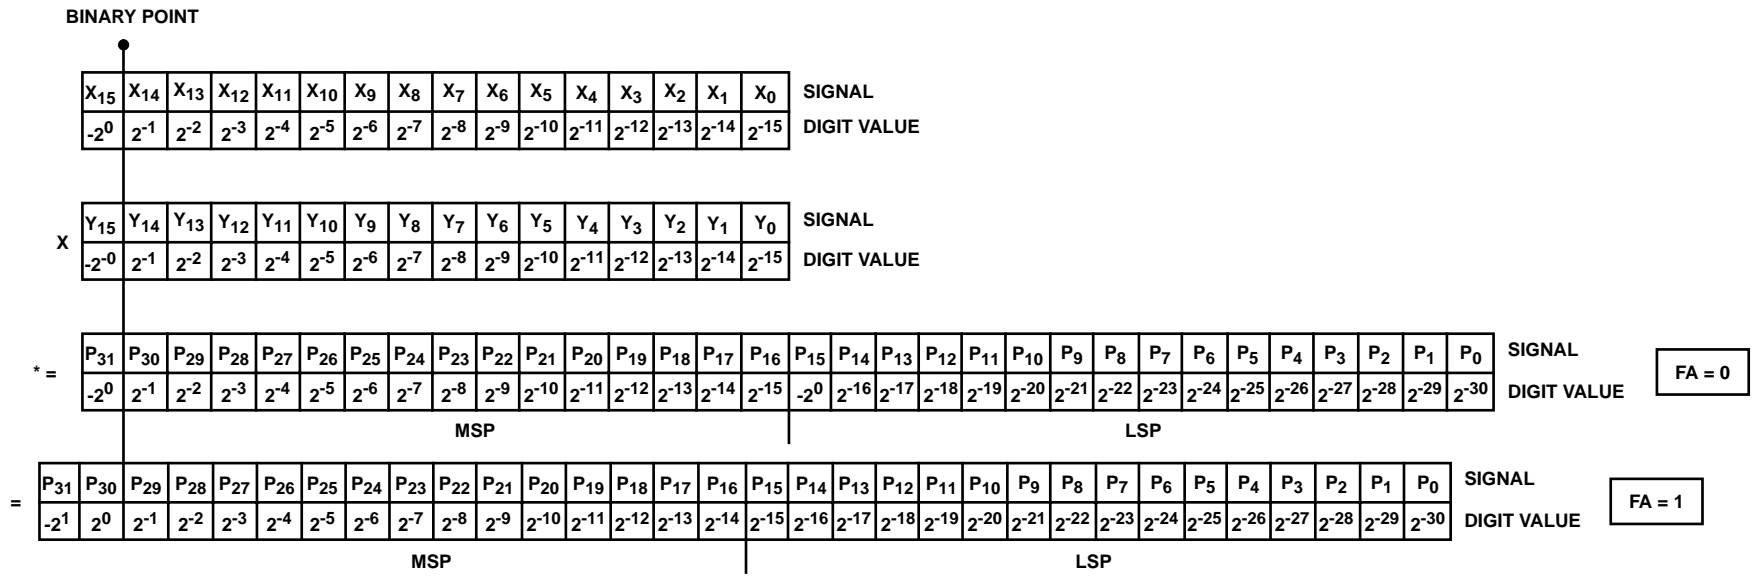 BINARY POINT
X15 X14 X13 X12 X11 X10 X9 X8 X7 X6 X5 X4 X3 X2 X1 X0 SIGNAL
-2^0 2^-1 2^-2 2^-3 2^-4 2^-5 2^-6 2^-7 2^-8 2^-9 2^-10 2^-11 2^-12 2^-13 2^-14 2^-15 DIGIT VALUE
X Y15 Y14 Y13 Y12 Y11 Y10 Y9 Y8 Y7 Y6 Y5 Y4 Y3 Y2 Y1 Y0 SIGNAL
-2^-0 2^-1 2^-2 2^-3 2^-4 2^-5 2^-6 2^-7 2^-8 2^-9 2^-10 2^-11 2^-12 2^-13 2^-14 2^-15 DIGIT VALUE
* = P31 P30 P29 P28 P27 P26 P25 P24 P23 P22 P21 P20 P19 P18 P17 P16 P15 P14 P13 P12 P11 P10 P9 P8 P7 P6 P5 P4 P3 P2 P1 P0 SIGNAL FA = 0
-2^0 2^-1 2^-2 2^-3 2^-4 2^-5 2^-6 2^-7 2^-8 2^-9 2^-10 2^-11 2^-12 2^-13 2^-14 2^-15 -2^0 2^-16 2^-17 2^-18 2^-19 2^-20 2^-21 2^-22 2^-23 2^-24 2^-25 2^-26 2^-27 2^-28 2^-29 2^-30 DIGIT VALUE
MSP LSP
= P31 P30 P29 P28 P27 P26 P25 P24 P23 P22 P21 P20 P19 P18 P17 P16 P15 P14 P13 P12 P11 P10 P9 P8 P7 P6 P5 P4 P3 P2 P1 P0 SIGNAL FA = 1
-2^1 2^0 2^-1 2^-2 2^-3 2^-4 2^-5 2^-6 2^-7 2^-8 2^-9 2^-10 2^-11 2^-12 2^-13 2^-14 2^-15 2^-16 2^-17 2^-18 2^-19 2^-20 2^-21 2^-22 2^-23 2^-24 2^-25 2^-26 2^-27 2^-28 2^-29 2^-30 DIGIT VALUE
MSP LSP